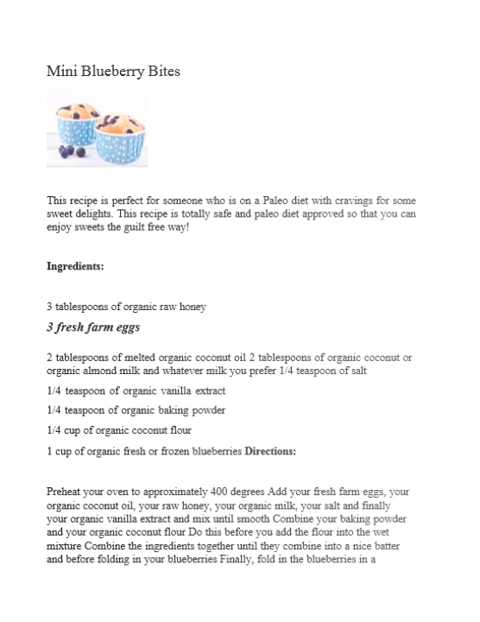 Mini Blueberry Bites
This recipe is perfect for someone who is on a Paleo diet with cravings for some
sweet delights. This recipe is totally safe and paleo diet approved so that you can
enjoy sweets the guilt free way!
Ingredients:
3 tablespoons of organic raw honey
3 fresh farm eggs
2 tablespoons of melted organic coconut oil 2 tablespoons of organic coconut or
organic almond milk and whatever milk you prefer 1/4 teaspoon of salt
1/4 teaspoon of organic vanilla extract
1/4 teaspoon of organic baking powder
1/4 cup of organic coconut flour
1 cup of organic fresh or frozen blueberries Directions:
Preheat your oven to approximately 400 degrees Add your fresh farm eggs, your
organic coconut oil, your raw honey, your organic milk, your salt and finally
your organic vanilla extract and mix until smooth Combine your baking powder
and your organic coconut flour Do this before you add the flour into the wet
mixture Combine the ingredients together until they combine into a nice batter
and before folding in your blueberries Finally, fold in the blueberries in a